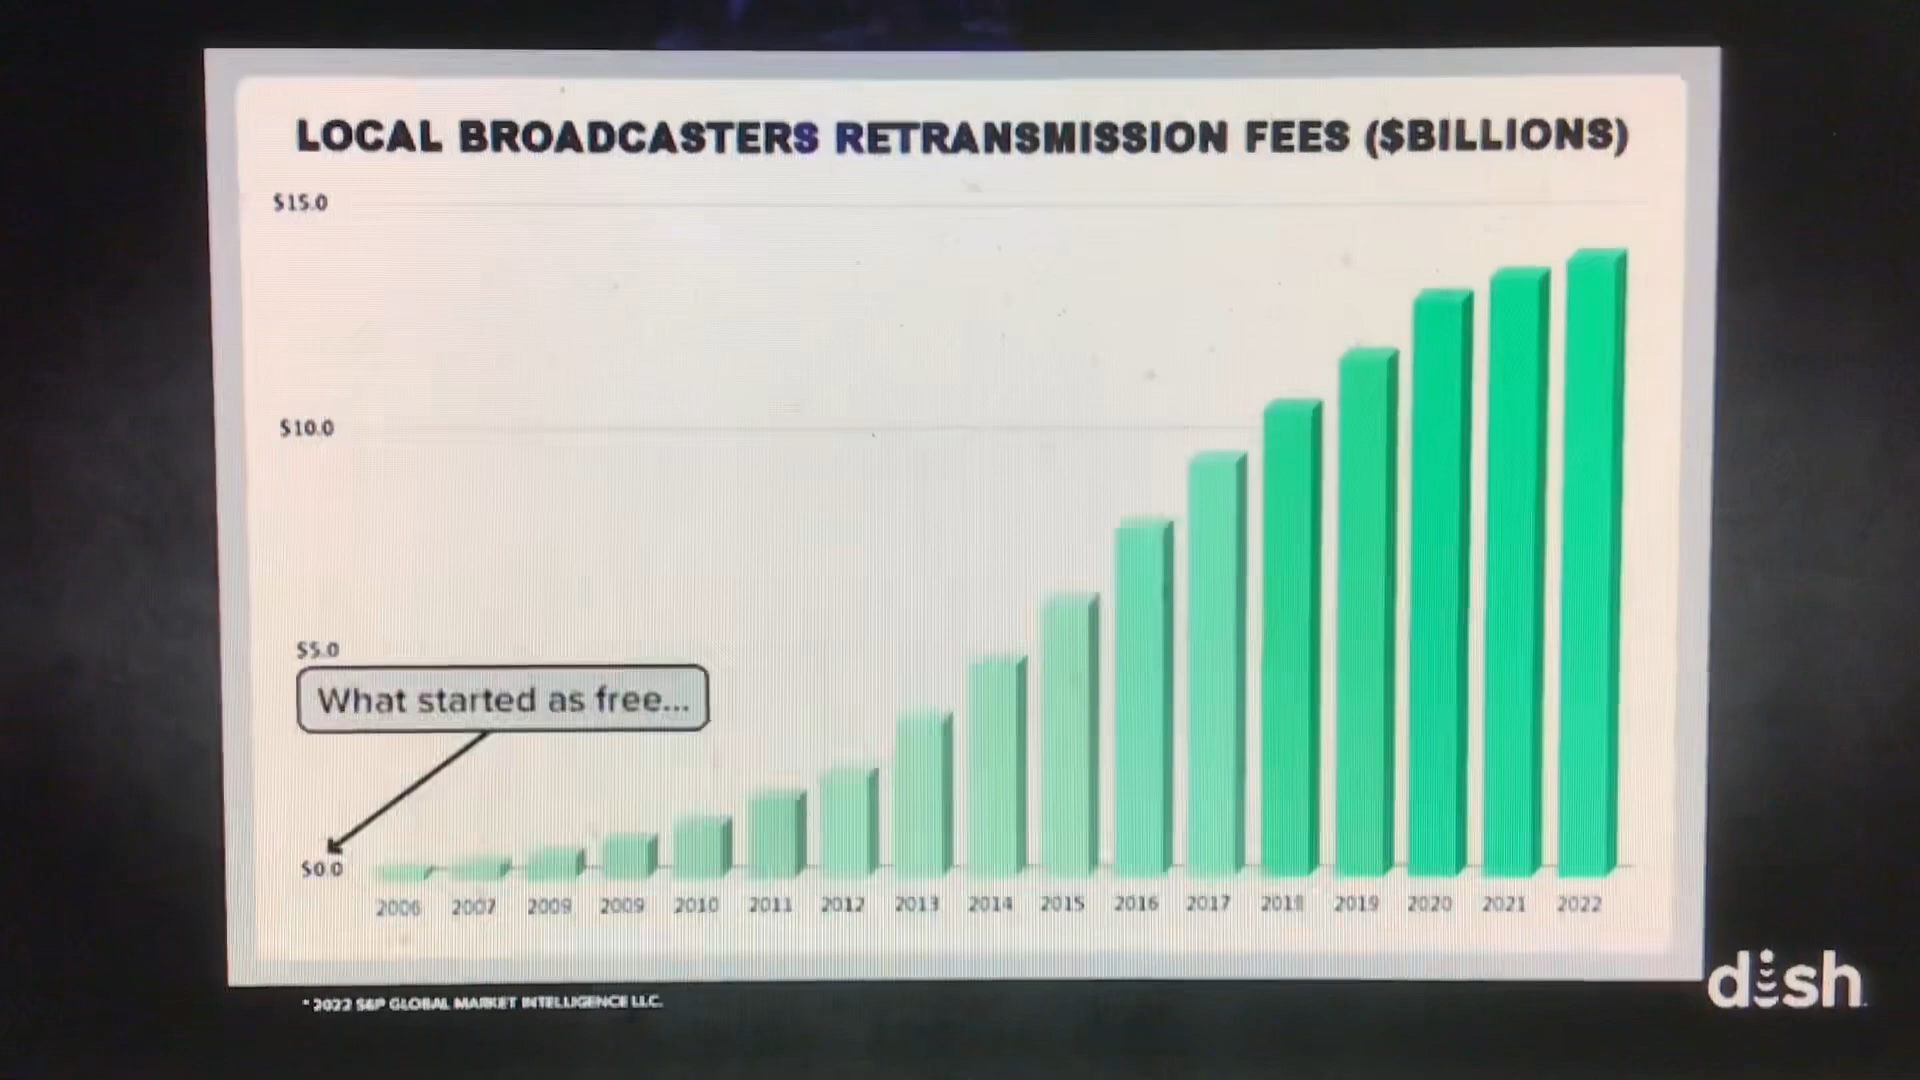 LOCAL BROADCASTERS RETRANSMISSION FEES ($BILLIONS)
$15.0
$10.0
$5.0
What started as free...
$0.0
2006 2007 2008 2009 2010 2011 2012 2013 2014 2015 2016 2017 2018 2019 2020 2021 2022
* 2022 S&P GLOBAL MARKET INTELLIGENCE LLC.
dish